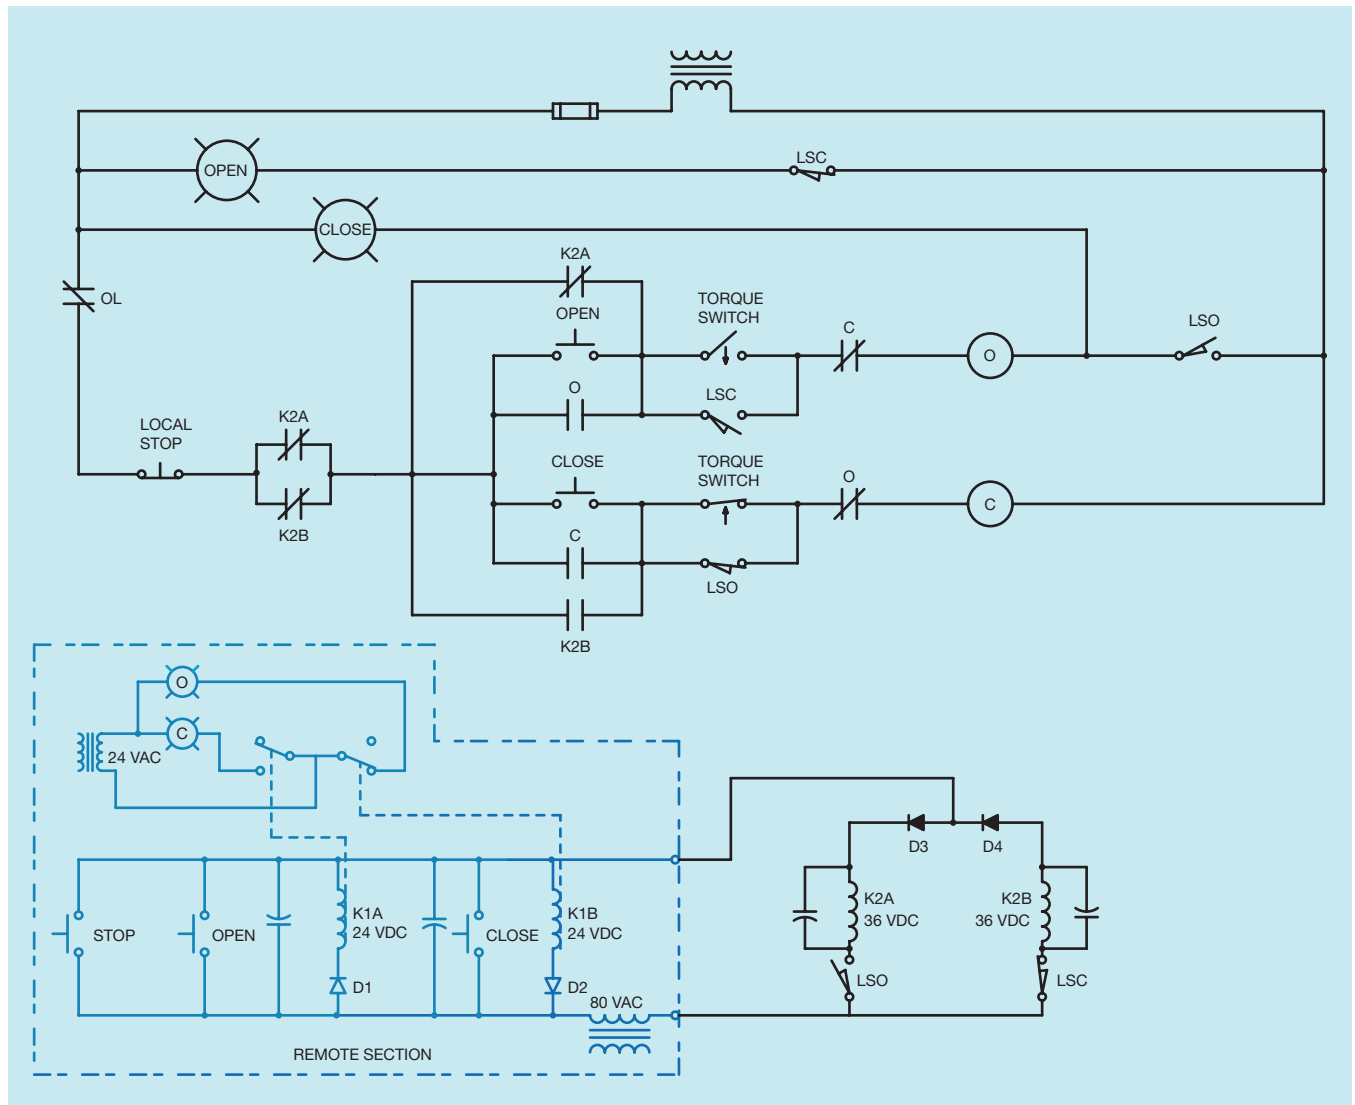 OPEN
LSC
CLOSE
OL
K2A
OPEN
TORQUE
SWITCH
C
O
LSO
O
LSC
LOCAL
STOP
K2A
K2B
CLOSE
TORQUE
SWITCH
O
C
C
LSO
K2B
O
C
24 VAC
K1A
24 VDC
K1B
24 VDC
STOP
OPEN
CLOSE
D1
D2
80 VAC
REMOTE SECTION
D3
D4
K2A
36 VDC
K2B
36 VDC
LSO
LSC